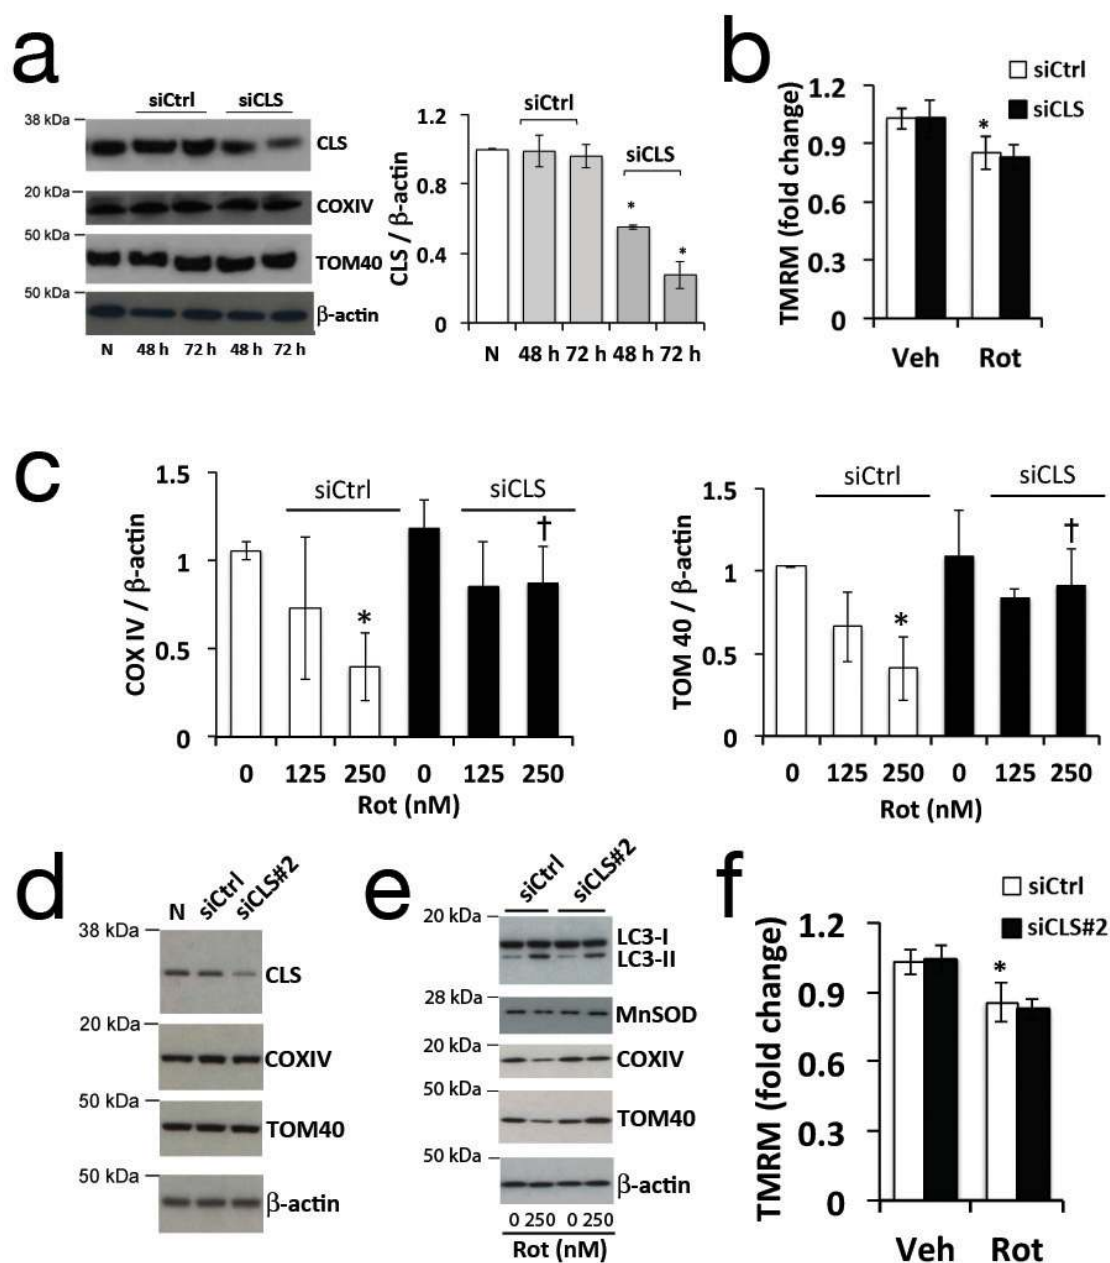 a
siCtrl siCLS
38 kDa
CLS
20 kDa
COXIV
50 kDa
TOM40
50 kDa
β-actin
N 48 h 72 h 48 h 72 h
CLS / β-actin
1.2
0.8
0.4
0
siCtrl
siCLS
*
*
N 48 h 72 h 48 h 72 h
b
siCtrl
siCLS
TMRM (fold change)
1.2
0.9
0.6
0.3
0
*
Veh Rot
c
COX IV / β-actin
1.5
1
0.5
0
siCtrl siCLS
*
†
0 125 250 0 125 250
Rot (nM)
TOM 40 / β-actin
1.5
1
0.5
0
siCtrl siCLS
*
†
0 125 250 0 125 250
Rot (nM)
d
N siCtrl siCLS#2
38 kDa
CLS
20 kDa
COXIV
50 kDa
TOM40
50 kDa
β-actin
e
siCtrl siCLS#2
20 kDa
LC3-I
LC3-II
28 kDa
MnSOD
20 kDa
COXIV
50 kDa
TOM40
50 kDa
β-actin
0 250 0 250
Rot (nM)
f
siCtrl
siCLS#2
TMRM (fold change)
1.2
0.9
0.6
0.3
0
*
Veh Rot